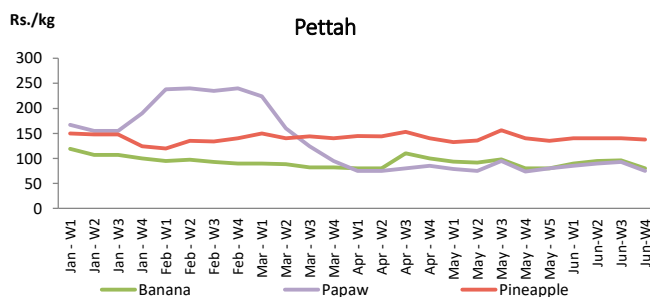 Rs./kg
Pettah
300
250
200
150
100
50
0
Jan - W1
Jan - W2
Jan - W3
Jan - W4
Feb - W1
Feb - W2
Feb - W3
Feb - W4
Mar - W1
Mar - W2
Mar - W3
Mar - W4
Apr - W1
Apr - W2
Apr - W3
Apr - W4
May - W1
May - W2
May - W3
May - W4
May - W5
Jun - W1
Jun-W2
Jun-W3
Jun-W4
Banana
Papaw
Pineapple